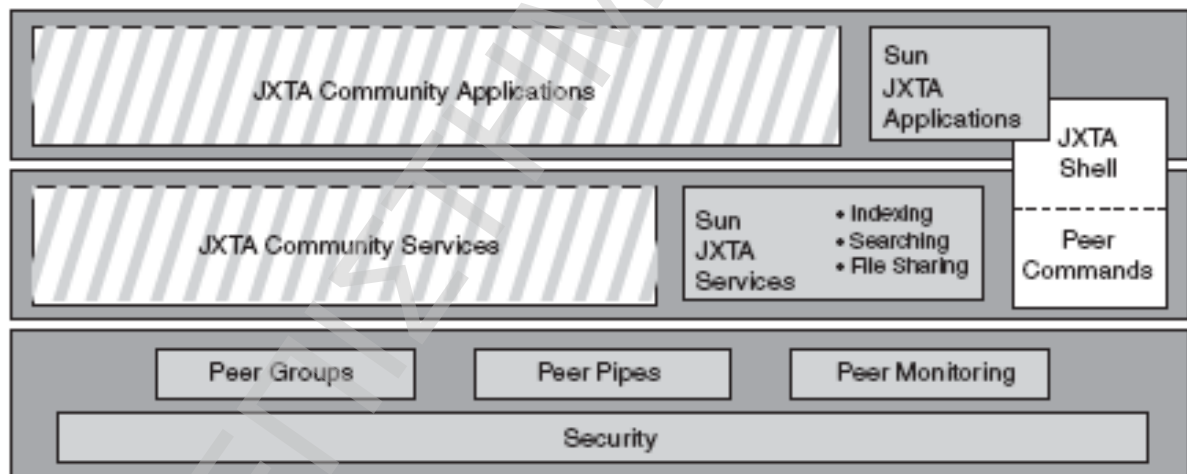 JXTA Community Applications
Sun
JXTA
Applications
JXTA
Shell
Peer
Commands
JXTA Community Services
Sun
JXTA
Services
• Indexing
• Searching
• File Sharing
Peer Groups
Peer Pipes
Peer Monitoring
Security